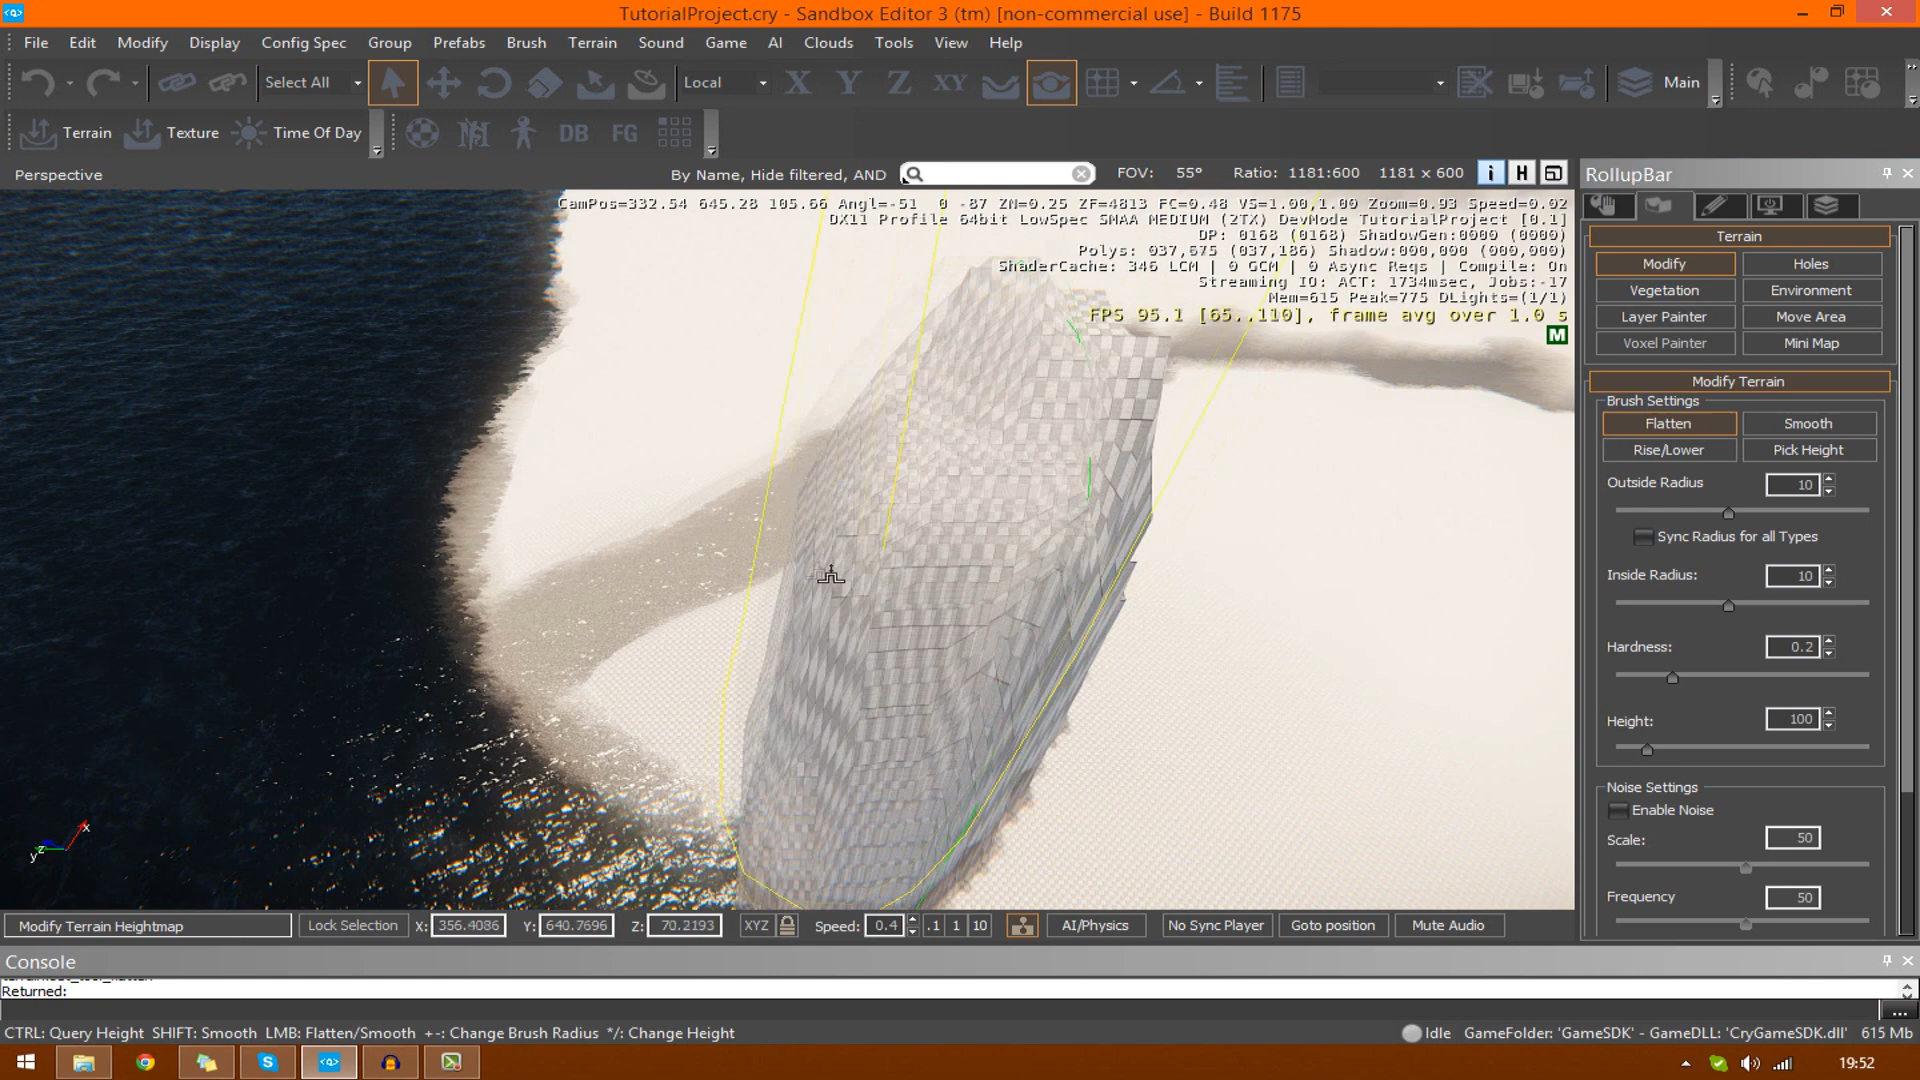 TutorialProject.cry - Sandbox Editor 3 (tm) [non-commercial use] - Build 1175
File Edit Modify Display Config Spec Group Prefabs Brush Terrain Sound Game AI Clouds Tools View Help
Select All Local X Y Z XY Main
Terrain Texture Time Of Day DB FG
Perspective By Name, Hide filtered, AND FOV: 55° Ratio: 1181:600 1181 x 600 i H
CamPos=332.54 645.28 105.66 Angl=-51 0 -87 ZN=0.25 ZF=4813 FC=0.48 VS=1.00,1.00 Zoom=0.93 Speed=0.02
DX11 Profile 64bit LowSpec SMAA MEDIUM (2TX) DevMode TutorialProject [0.1]
DP: 0168 (0168) ShadowGen:0000 (0000)
Polys: 037,675 (037,186) Shadow:000,000 (000,000)
ShaderCache: 346 LCM | 0 GCM | 0 Async Reqs | Compile: On
Streaming IO: ACT: 1734msec, Jobs:-17
Mem=615 Peak=775 DLights=(1/1)
FPS 95.1 [65..110], frame avg over 1.0 s
M
RollupBar
Terrain
Modify Holes
Vegetation Environment
Layer Painter Move Area
Voxel Painter Mini Map
Modify Terrain
Brush Settings
Flatten Smooth
Rise/Lower Pick Height
Outside Radius 10
Sync Radius for all Types
Inside Radius: 10
Hardness: 0.2
Height: 100
Noise Settings
Enable Noise
Scale: 50
Frequency 50
x
y z
Modify Terrain Heightmap Lock Selection X: 356.4086 Y: 640.7696 Z: 70.2193 XYZ Speed: 0.4 .1 1 10 AI/Physics No Sync Player Goto position Mute Audio
Console
Returned:
...
CTRL: Query Height SHIFT: Smooth LMB: Flatten/Smooth +-: Change Brush Radius */: Change Height Idle GameFolder: 'GameSDK' - GameDLL: 'CryGameSDK.dll' 615 Mb
19:52